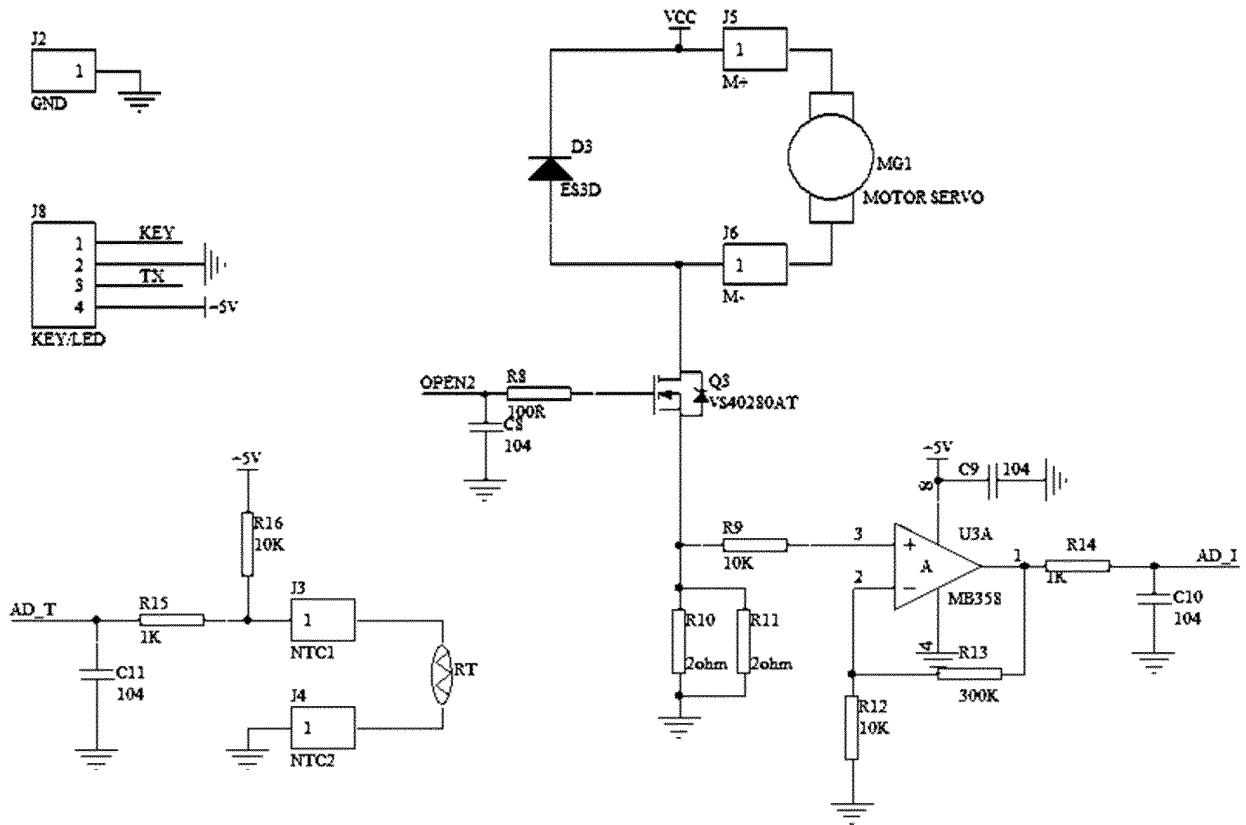 VCC
J5
1
M+
J2
1
GND
D3
ES3D
MG1
MOTOR SERVO
J8
1
KEY
2
3
TX
4
~5V
KEY/LED
J6
1
M-
OPEN2
R8
100R
Q3
VS40280AT
C8
104
~5V
C9
104
8
~5V
R16
10K
R9
10K
3
+
U3A
A
1
R14
1K
AD_I
2
−
MB358
C10
104
4
AD_T
R15
1K
J3
1
NTC1
R10
2ohm
R11
2ohm
R13
300K
C11
104
RT
J4
1
NTC2
R12
10K